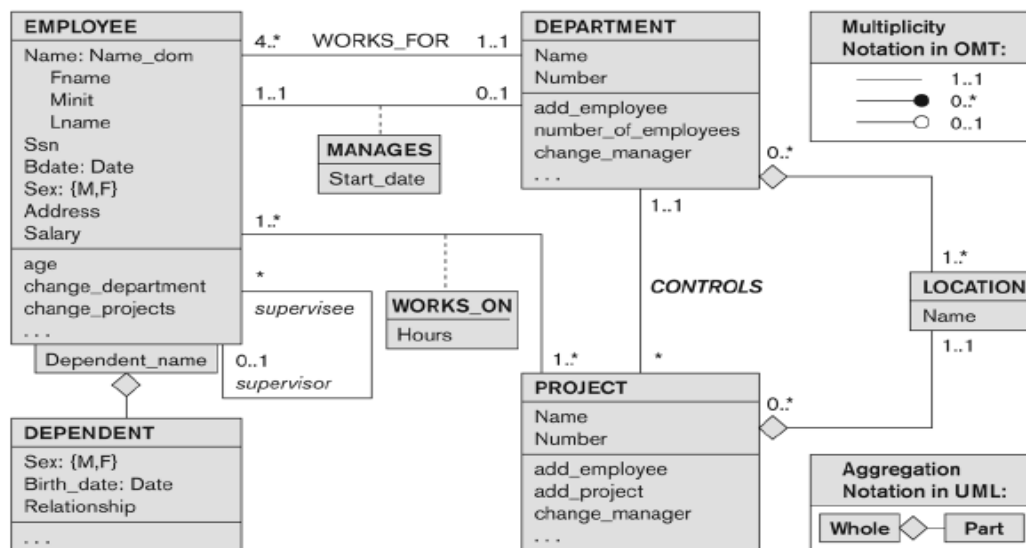 EMPLOYEE
Name: Name_dom
Fname
Minit
Lname
Ssn
Bdate: Date
Sex: {M,F}
Address
Salary
age
change_department
change_projects
. . .
Dependent_name
DEPENDENT
Sex: {M,F}
Birth_date: Date
Relationship
. . .
4..*
WORKS_FOR
1..1
1..1
0..1
MANAGES
Start_date
1..*
WORKS_ON
Hours
1..*
*
supervisee
0..1
supervisor
DEPARTMENT
Name
Number
add_employee
number_of_employees
change_manager
. . .
0..*
1..1
CONTROLS
*
PROJECT
Name
Number
add_employee
add_project
change_manager
. . .
0..*
1..*
LOCATION
Name
1..1
Multiplicity
Notation in OMT:
1..1
0..*
0..1
Aggregation
Notation in UML:
Whole
Part